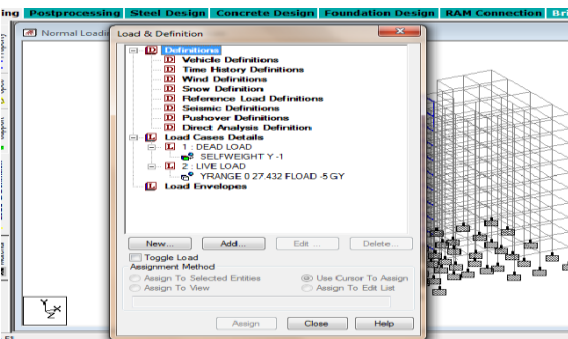 ing Postprocessing Steel Design Concrete Design Foundation Design RAM Connection Bri
Normal Loadi
Load & Definition
Definitions
Vehicle Definitions
Time History Definitions
Wind Definitions
Snow Definition
Reference Load Definitions
Seismic Definitions
Pushover Definitions
Direct Analysis Definition
Load Cases Details
1 : DEAD LOAD
SELFWEIGHT Y -1
2 : LIVE LOAD
YRANGE 0 27.432 FLOAD -5 GY
Load Envelopes
New... Add... Edit ... Delete...
Toggle Load
Assignment Method
Assign To Selected Entities Use Cursor To Assign
Assign To View Assign To Edit List
Assign Close Help
Y
X
Z